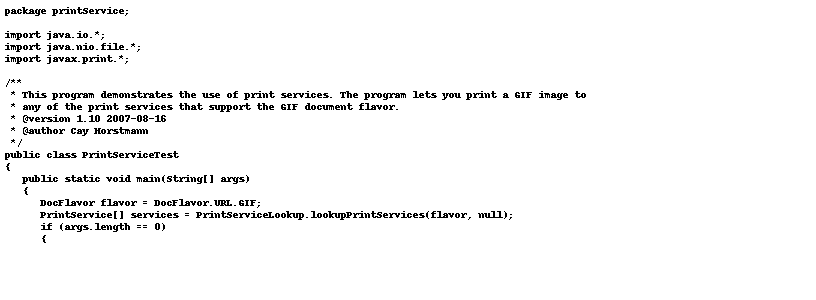 package printService;

import java.io.*;
import java.nio.file.*;
import javax.print.*;

/**
 * This program demonstrates the use of print services. The program lets you print a GIF image to
 * any of the print services that support the GIF document flavor.
 * @version 1.10 2007-08-16
 * @author Cay Horstmann
 */
public class PrintServiceTest
{
   public static void main(String[] args)
   {
      DocFlavor flavor = DocFlavor.URL.GIF;
      PrintService[] services = PrintServiceLookup.lookupPrintServices(flavor, null);
      if (args.length == 0)
      {